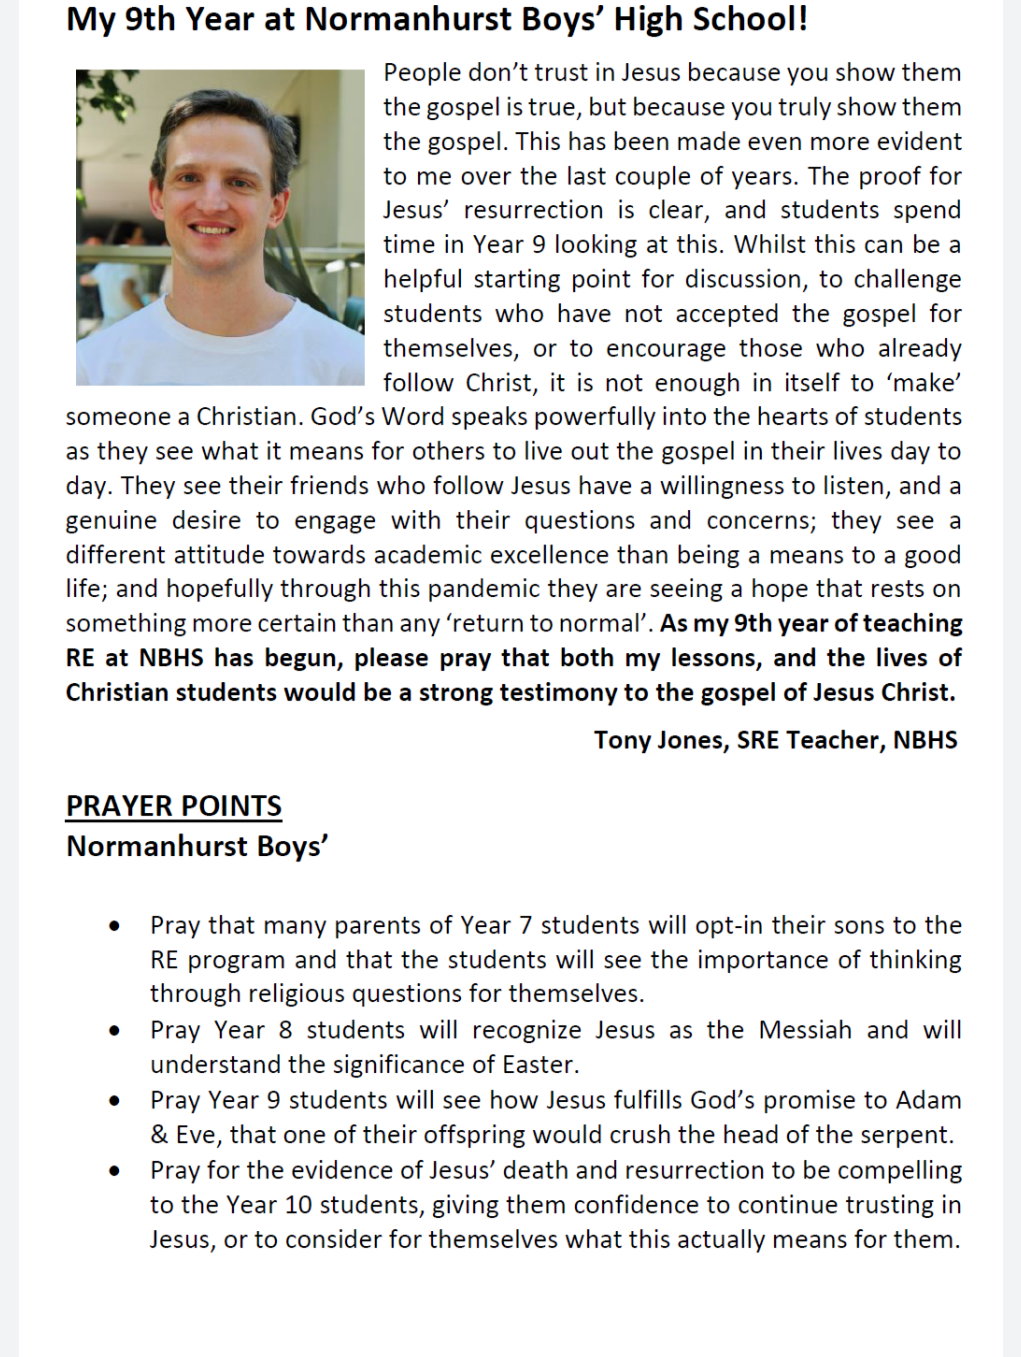 My 9th Year at Normanhurst Boys’ High School!
People don’t trust in Jesus because you show them
the gospel is true, but because you truly show them
the gospel. This has been made even more evident
to me over the last couple of years. The proof for
Jesus’ resurrection is clear, and students spend
time in Year 9 looking at this. Whilst this can be a
helpful starting point for discussion, to challenge
students who have not accepted the gospel for
themselves, or to encourage those who already
follow Christ, it is not enough in itself to ‘make’
someone a Christian. God’s Word speaks powerfully into the hearts of students
as they see what it means for others to live out the gospel in their lives day to
day. They see their friends who follow Jesus have a willingness to listen, and a
genuine desire to engage with their questions and concerns; they see a
different attitude towards academic excellence than being a means to a good
life; and hopefully through this pandemic they are seeing a hope that rests on
something more certain than any ‘return to normal’. As my 9th year of teaching
RE at NBHS has begun, please pray that both my lessons, and the lives of
Christian students would be a strong testimony to the gospel of Jesus Christ.
Tony Jones, SRE Teacher, NBHS
PRAYER POINTS
Normanhurst Boys’
• Pray that many parents of Year 7 students will opt-in their sons to the
RE program and that the students will see the importance of thinking
through religious questions for themselves.
• Pray Year 8 students will recognize Jesus as the Messiah and will
understand the significance of Easter.
• Pray Year 9 students will see how Jesus fulfills God’s promise to Adam
& Eve, that one of their offspring would crush the head of the serpent.
• Pray for the evidence of Jesus’ death and resurrection to be compelling
to the Year 10 students, giving them confidence to continue trusting in
Jesus, or to consider for themselves what this actually means for them.